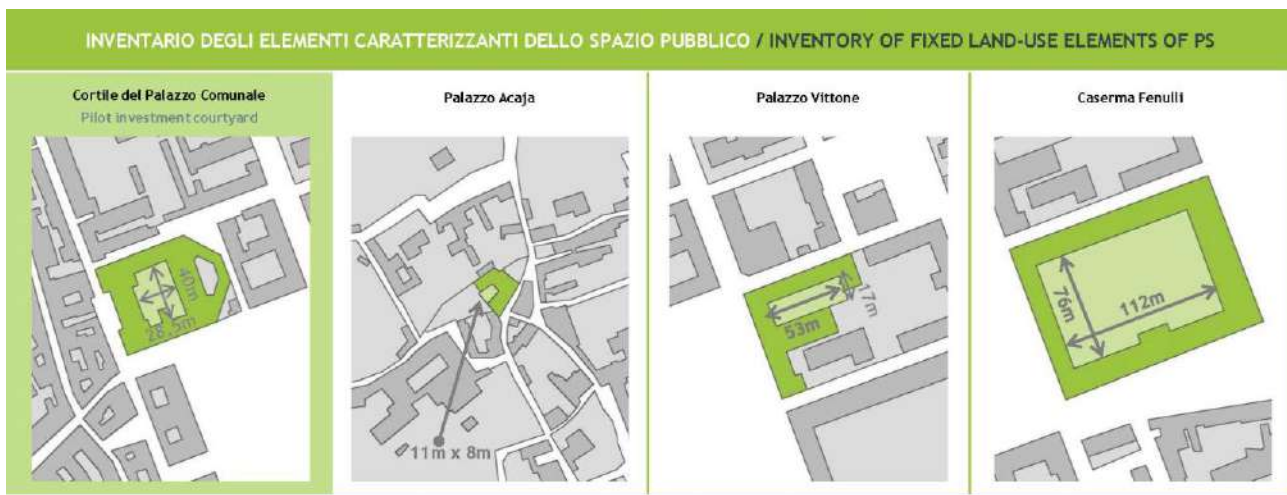 INVENTARIO DEGLI ELEMENTI CARATTERIZZANTI DELLO SPAZIO PUBBLICO / INVENTORY OF FIXED LAND-USE ELEMENTS OF PS
Cortile del Palazzo Comunale
Pilot investment courtyard
40m
28,5m
Palazzo Acaja
11m x 8m
Palazzo Vittone
17m
53m
Caserma Fenulli
76m
112m